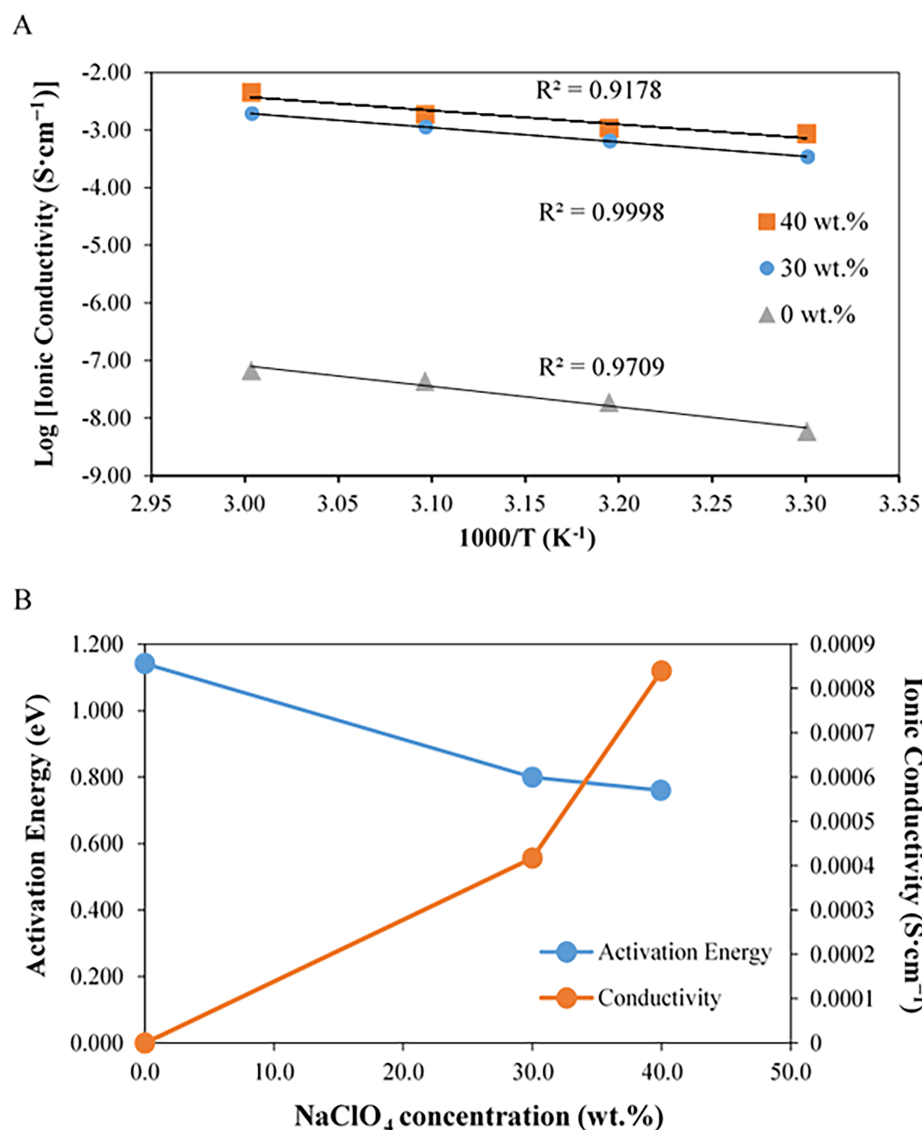 A
-2.00
-3.00
-4.00
-5.00
-6.00
-7.00
-8.00
-9.00
Log [Ionic Conductivity (S·cm⁻¹)]
R² = 0.9178
R² = 0.9998
R² = 0.9709
40 wt.%
30 wt.%
0 wt.%
2.95 3.00 3.05 3.10 3.15 3.20 3.25 3.30 3.35
1000/T (K⁻¹)
B
1.200
1.000
0.800
0.600
0.400
0.200
0.000
Activation Energy (eV)
0.0009
0.0008
0.0007
0.0006
0.0005
0.0004
0.0003
0.0002
0.0001
0
Ionic Conductivity (S·cm⁻¹)
Activation Energy
Conductivity
0.0 10.0 20.0 30.0 40.0 50.0
NaClO₄ concentration (wt.%)